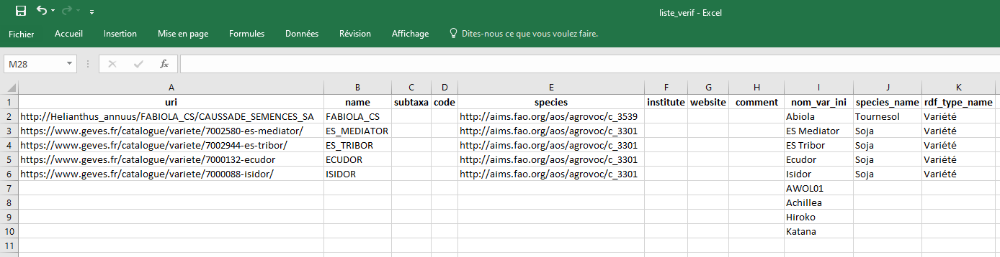 liste_verif - Excel
Fichier Accueil Insertion Mise en page Formules Données Révision Affichage Dites-nous ce que vous voulez faire.
M28 fx
A B C D E F G H I J K
1 uri name subtaxa code species institute website comment nom_var_ini species_name rdf_type_name
2 http://Helianthus_annuus/FABIOLA_CS/CAUSSADE_SEMENCES_SA FABIOLA_CS http://aims.fao.org/aos/agrovoc/c_3539 Abiola Tournesol Variété
3 https://www.geves.fr/catalogue/variete/7002580-es-mediator/ ES_MEDIATOR http://aims.fao.org/aos/agrovoc/c_3301 ES Mediator Soja Variété
4 https://www.geves.fr/catalogue/variete/7002944-es-tribor/ ES_TRIBOR http://aims.fao.org/aos/agrovoc/c_3301 ES Tribor Soja Variété
5 https://www.geves.fr/catalogue/variete/7000132-ecudor ECUDOR http://aims.fao.org/aos/agrovoc/c_3301 Ecudor Soja Variété
6 https://www.geves.fr/catalogue/variete/7000088-isidor/ ISIDOR http://aims.fao.org/aos/agrovoc/c_3301 Isidor Soja Variété
7 AWOL01
8 Achillea
9 Hiroko
10 Katana
11